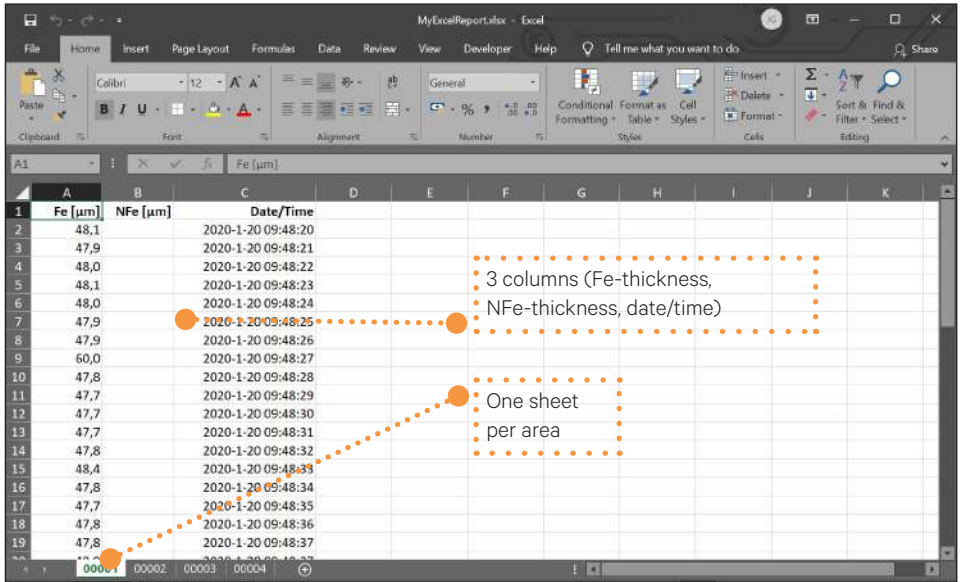 MyExcelReport.xlsx - Excel
File Home Insert Page Layout Formulas Data Review View Developer Help Tell me what you want to do Share
Paste
Calibri 12 A A
B I U A
ab
General
% 9
Conditional Formatting
Format as Table
Cell Styles
Insert
Delete
Format
Sort & Filter
Find & Select
Clipboard Font Alignment Number Styles Cells Editing
A1 fx Fe [µm]
A B C D E F G H I J K
1 Fe [µm] NFe [µm] Date/Time
2 48,1 2020-1-20 09:48:20
3 47,9 2020-1-20 09:48:21
4 48,0 2020-1-20 09:48:22
5 48,1 2020-1-20 09:48:23
6 48,0 2020-1-20 09:48:24
7 47,9 2020-1-20 09:48:25
8 47,9 2020-1-20 09:48:26
9 60,0 2020-1-20 09:48:27
10 47,8 2020-1-20 09:48:28
11 47,7 2020-1-20 09:48:29
12 47,7 2020-1-20 09:48:30
13 47,7 2020-1-20 09:48:31
14 47,8 2020-1-20 09:48:32
15 48,4 2020-1-20 09:48:33
16 47,8 2020-1-20 09:48:34
17 47,7 2020-1-20 09:48:35
18 47,8 2020-1-20 09:48:36
19 47,8 2020-1-20 09:48:37
3 columns (Fe-thickness,
NFe-thickness, date/time)
One sheet
per area
00001 00002 00003 00004